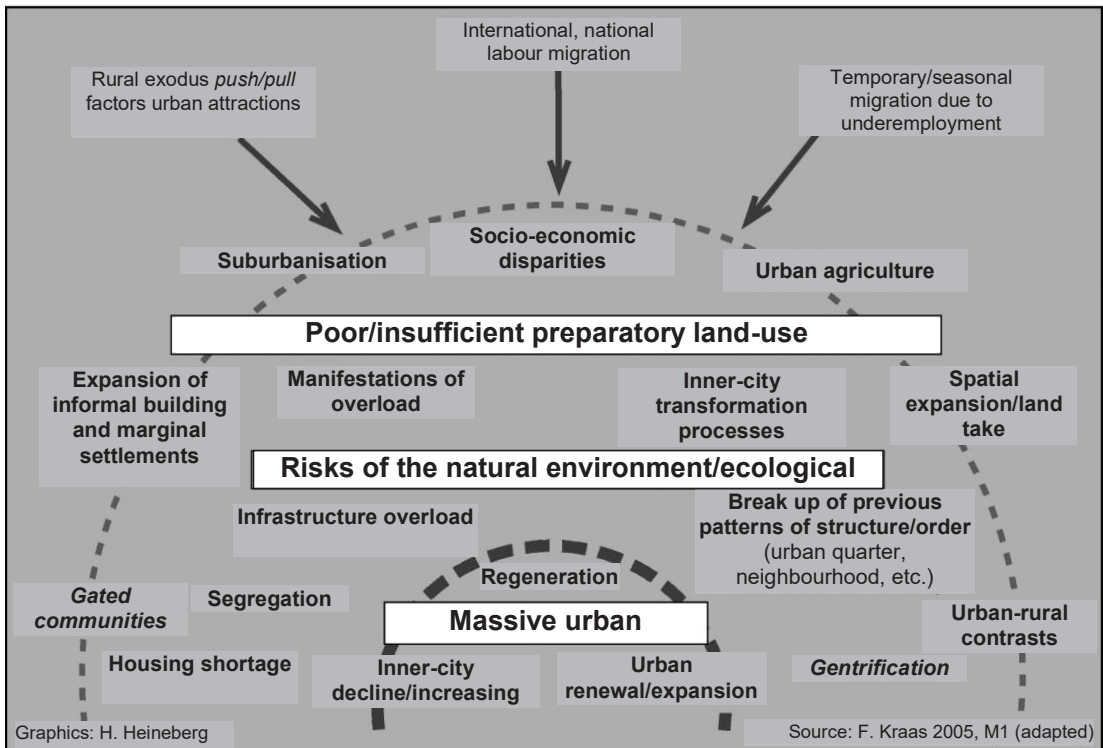 International, national
labour migration
Rural exodus push/pull
factors urban attractions
Temporary/seasonal
migration due to
underemployment
Suburbanisation
Socio-economic
disparities
Urban agriculture
Poor/insufficient preparatory land-use
Expansion of
informal building
and marginal
settlements
Manifestations of
overload
Inner-city
transformation
processes
Spatial
expansion/land
take
Risks of the natural environment/ecological
Infrastructure overload
Break up of previous
patterns of structure/order
(urban quarter,
neighbourhood, etc.)
Regeneration
Gated
communities
Segregation
Massive urban
Urban-rural
contrasts
Housing shortage
Inner-city
decline/increasing
Urban
renewal/expansion
Gentrification
Graphics: H. Heineberg
Source: F. Kraas 2005, M1 (adapted)